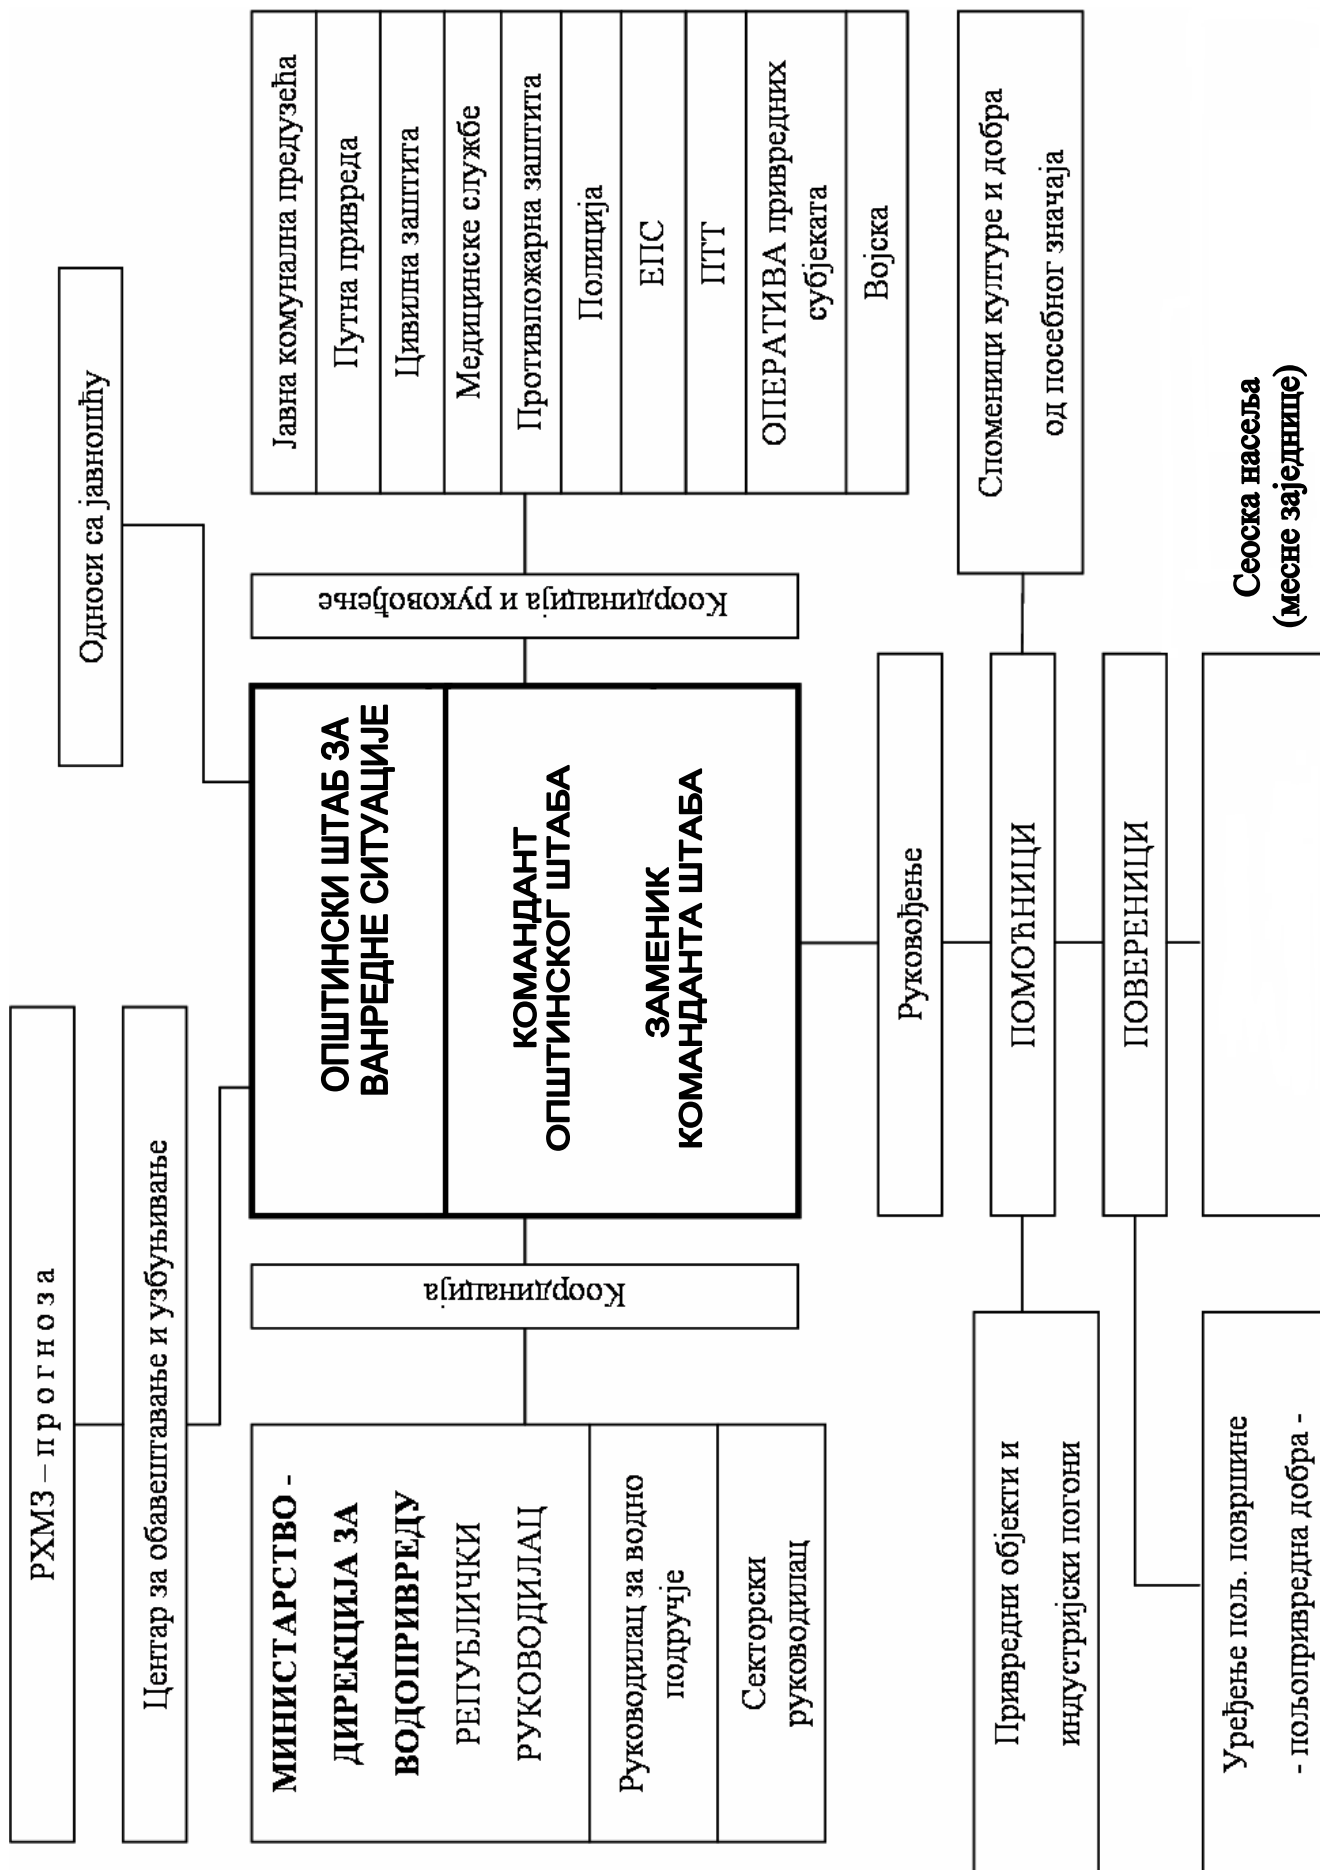 РХМЗ – п р о г н о з а
Центар за обавештавање и узбуњивање
Односи са јавношћу
МИНИСТАРСТВО -
ДИРЕКЦИЈА ЗА
ВОДОПРИВРЕДУ
РЕПУБЛИЧКИ
РУКОВОДИЛАЦ
Руководилац за водно
подручје
Секторски
руководилац
Координација
ОПШТИНСКИ ШТАБ ЗА
ВАНРЕДНЕ СИТУАЦИЈЕ
КОМАНДАНТ
ОПШТИНСКОГ ШТАБА
ЗАМЕНИК
КОМАНДАНТА ШТАБА
Координација и руковођење
Јавна комунална предузећа
Путна привреда
Цивилна заштита
Медицинске службе
Противпожарна заштита
Полиција
ЕПС
ПТТ
ОПЕРАТИВА привредних
субјеката
Војска
Руковођење
Привредни објекти и
индустријски погони
ПОМОЋНИЦИ
Споменици културе и добра
од посебног значаја
ПОВЕРЕНИЦИ
Уређење пољ. површине
- пољопривредна добра -
Сеоска насеља
(месне заједнице)